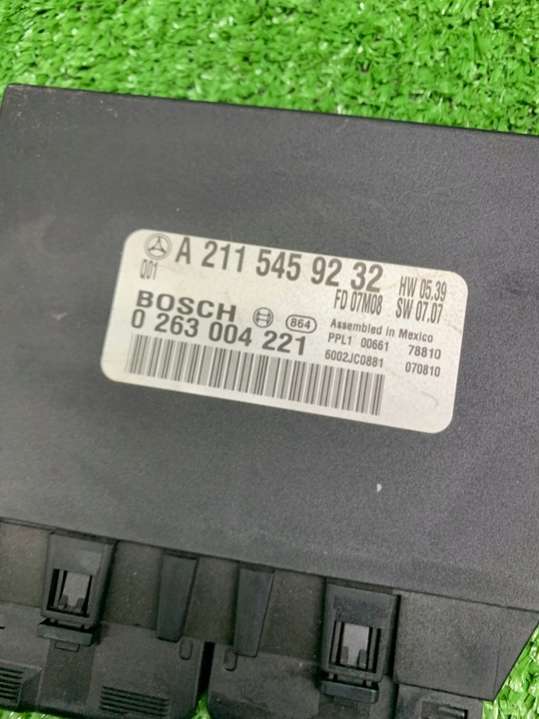 A 211 545 92 32 HW 05.39
Q01 FD 07M08 SW 07.07
BOSCH 864 Assembled in Mexico
0 263 004 221 PPL1 00661 78810
6002JC0881 070810